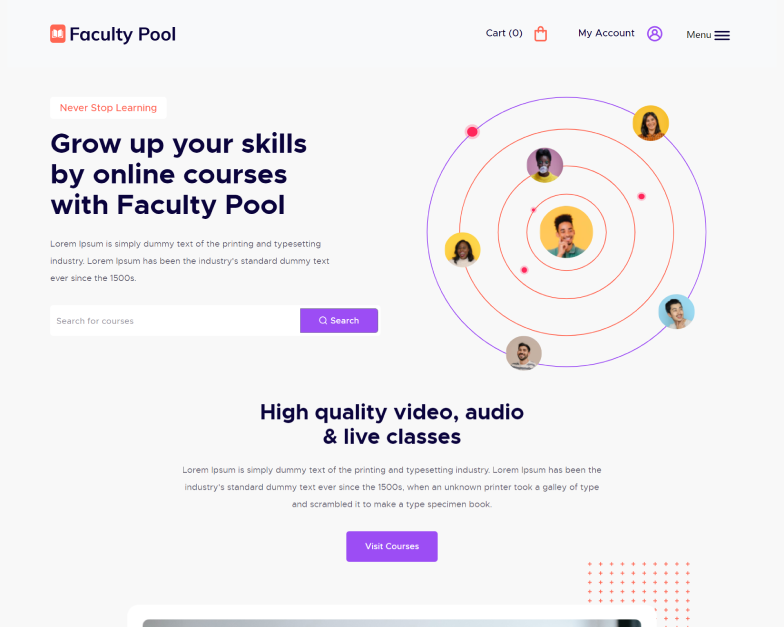 Faculty Pool
Cart (0)
My Account
Menu
Never Stop Learning
Grow up your skills
by online courses
with Faculty Pool
Lorem Ipsum is simply dummy text of the printing and typesetting
industry. Lorem Ipsum has been the industry's standard dummy text
ever since the 1500s.
Search for courses
Search
High quality video, audio
& live classes
Lorem Ipsum is simply dummy text of the printing and typesetting industry. Lorem Ipsum has been the
industry's standard dummy text ever since the 1500s, when an unknown printer took a galley of type
and scrambled it to make a type specimen book.
Visit Courses